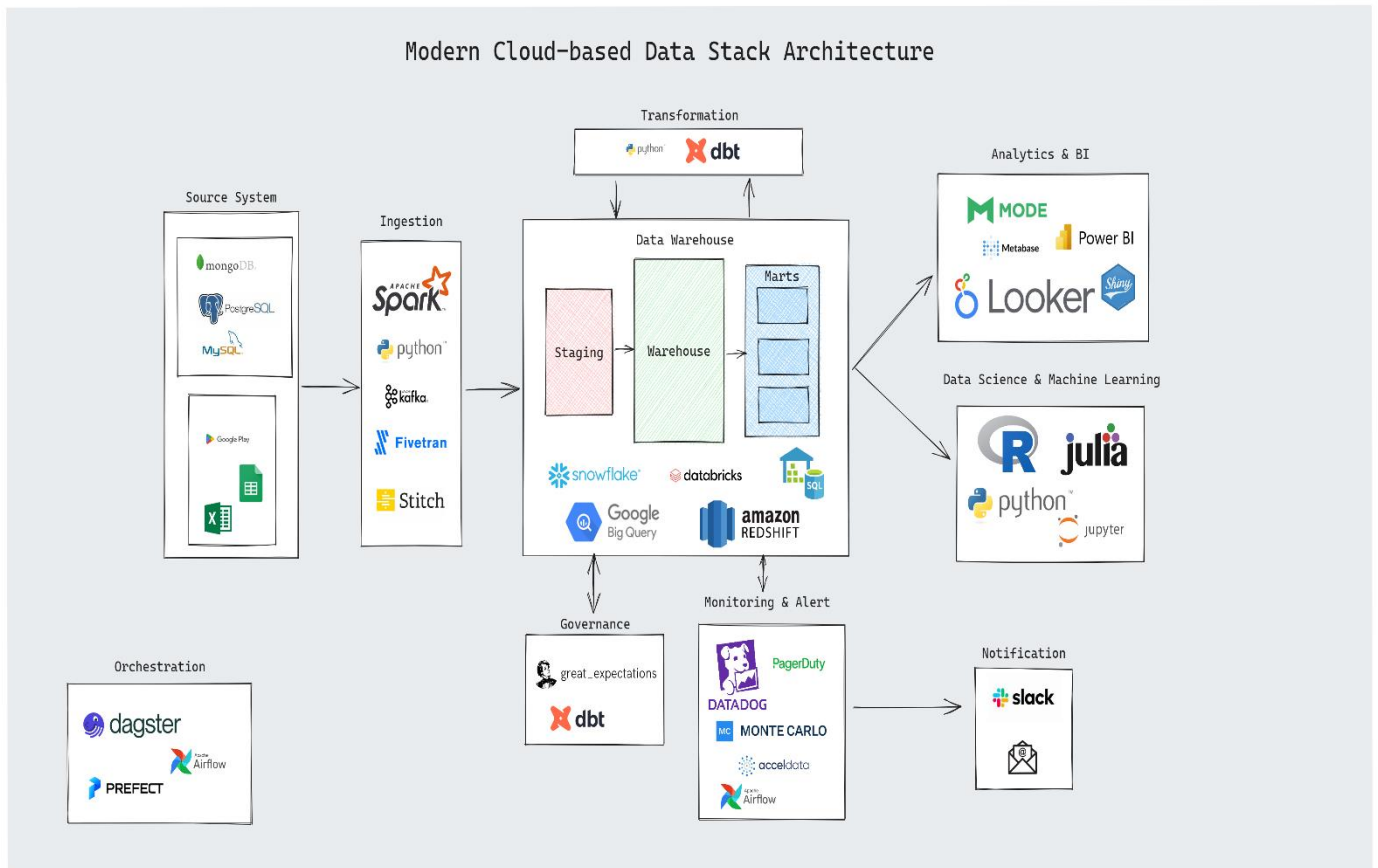 Modern Cloud-based Data Stack Architecture
Transformation
python
dbt
Source System
mongoDB.
PostgreSQL
MySQL
Google Play
X
Ingestion
APACHE
Spark
python
kafka.
Fivetran
Stitch
Data Warehouse
Staging
Warehouse
Marts
snowflake
databricks
SQL
Google
Big Query
amazon
REDSHIFT
Analytics & BI
MODE
Metabase
Power BI
Looker
Shiny
Data Science & Machine Learning
R
julia
python
jupyter
Governance
great_expectations
dbt
Monitoring & Alert
PagerDuty
DATADOG
MC MONTE CARLO
acceldata
Apache
Airflow
Notification
slack
@
Orchestration
dagster
Apache
Airflow
PREFECT